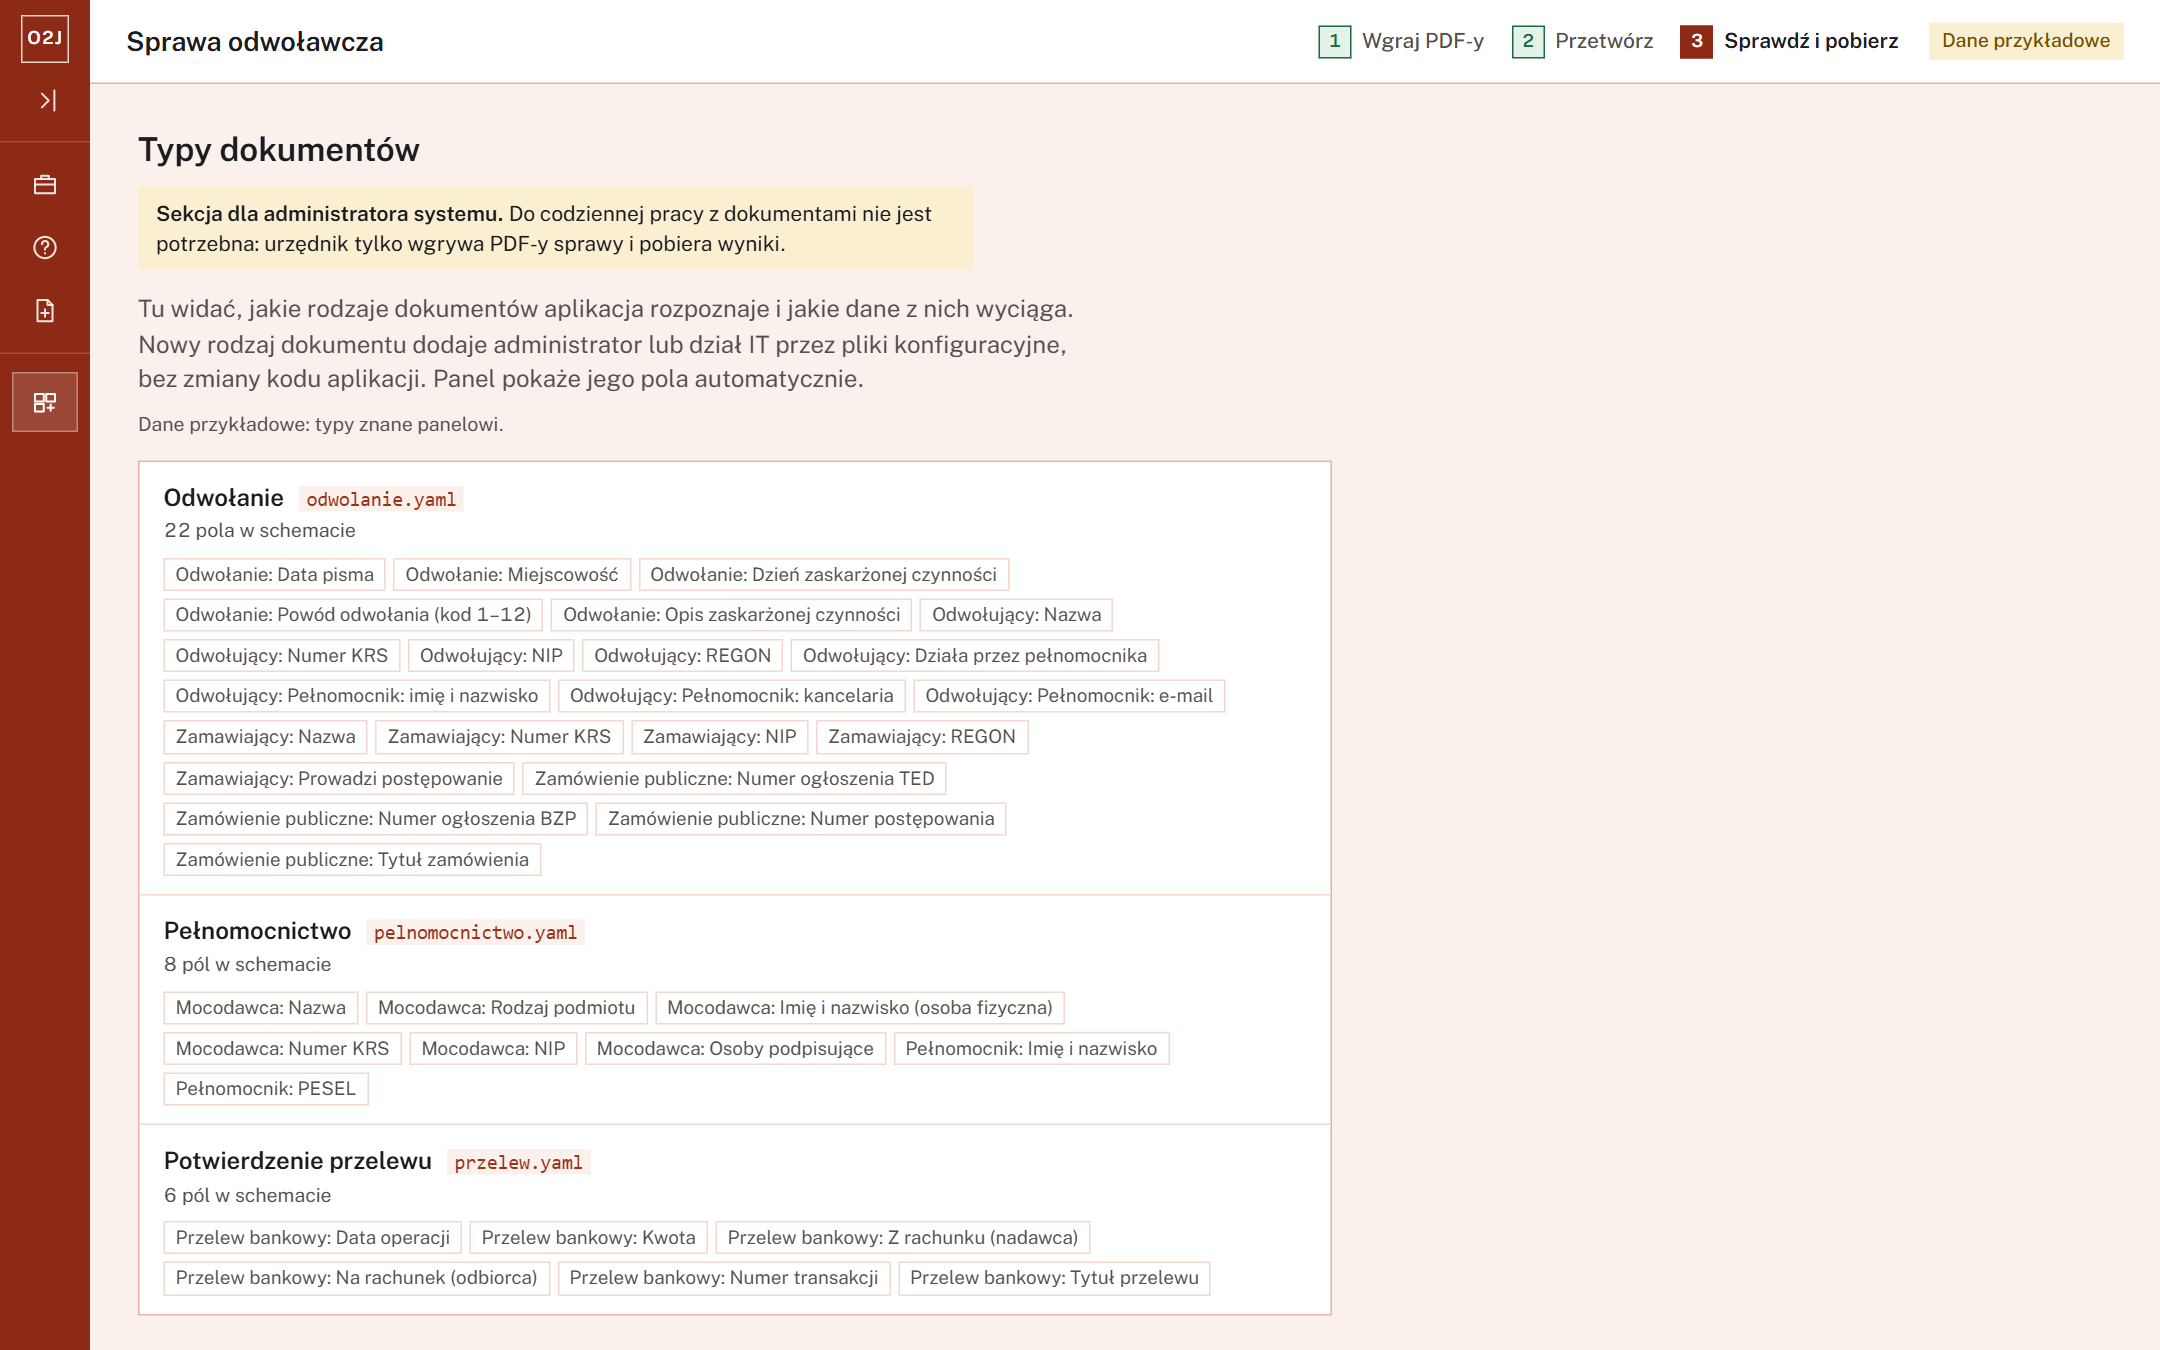 O2J
Sprawa odwoławcza
1 Wgraj PDF-y 2 Przetwórz 3 Sprawdź i pobierz Dane przykładowe
Typy dokumentów
Sekcja dla administratora systemu. Do codziennej pracy z dokumentami nie jest
potrzebna: urzędnik tylko wgrywa PDF-y sprawy i pobiera wyniki.
Tu widać, jakie rodzaje dokumentów aplikacja rozpoznaje i jakie dane z nich wyciąga.
Nowy rodzaj dokumentu dodaje administrator lub dział IT przez pliki konfiguracyjne,
bez zmiany kodu aplikacji. Panel pokaże jego pola automatycznie.
Dane przykładowe: typy znane panelowi.
Odwołanie odwolanie.yaml
22 pola w schemacie
Odwołanie: Data pisma Odwołanie: Miejscowość Odwołanie: Dzień zaskarżonej czynności
Odwołanie: Powód odwołania (kod 1–12) Odwołanie: Opis zaskarżonej czynności Odwołujący: Nazwa
Odwołujący: Numer KRS Odwołujący: NIP Odwołujący: REGON Odwołujący: Działa przez pełnomocnika
Odwołujący: Pełnomocnik: imię i nazwisko Odwołujący: Pełnomocnik: kancelaria Odwołujący: Pełnomocnik: e-mail
Zamawiający: Nazwa Zamawiający: Numer KRS Zamawiający: NIP Zamawiający: REGON
Zamawiający: Prowadzi postępowanie Zamówienie publiczne: Numer ogłoszenia TED
Zamówienie publiczne: Numer ogłoszenia BZP Zamówienie publiczne: Numer postępowania
Zamówienie publiczne: Tytuł zamówienia
Pełnomocnictwo pelnomocnictwo.yaml
8 pól w schemacie
Mocodawca: Nazwa Mocodawca: Rodzaj podmiotu Mocodawca: Imię i nazwisko (osoba fizyczna)
Mocodawca: Numer KRS Mocodawca: NIP Mocodawca: Osoby podpisujące Pełnomocnik: Imię i nazwisko
Pełnomocnik: PESEL
Potwierdzenie przelewu przelew.yaml
6 pól w schemacie
Przelew bankowy: Data operacji Przelew bankowy: Kwota Przelew bankowy: Z rachunku (nadawca)
Przelew bankowy: Na rachunek (odbiorca) Przelew bankowy: Numer transakcji Przelew bankowy: Tytuł przelewu